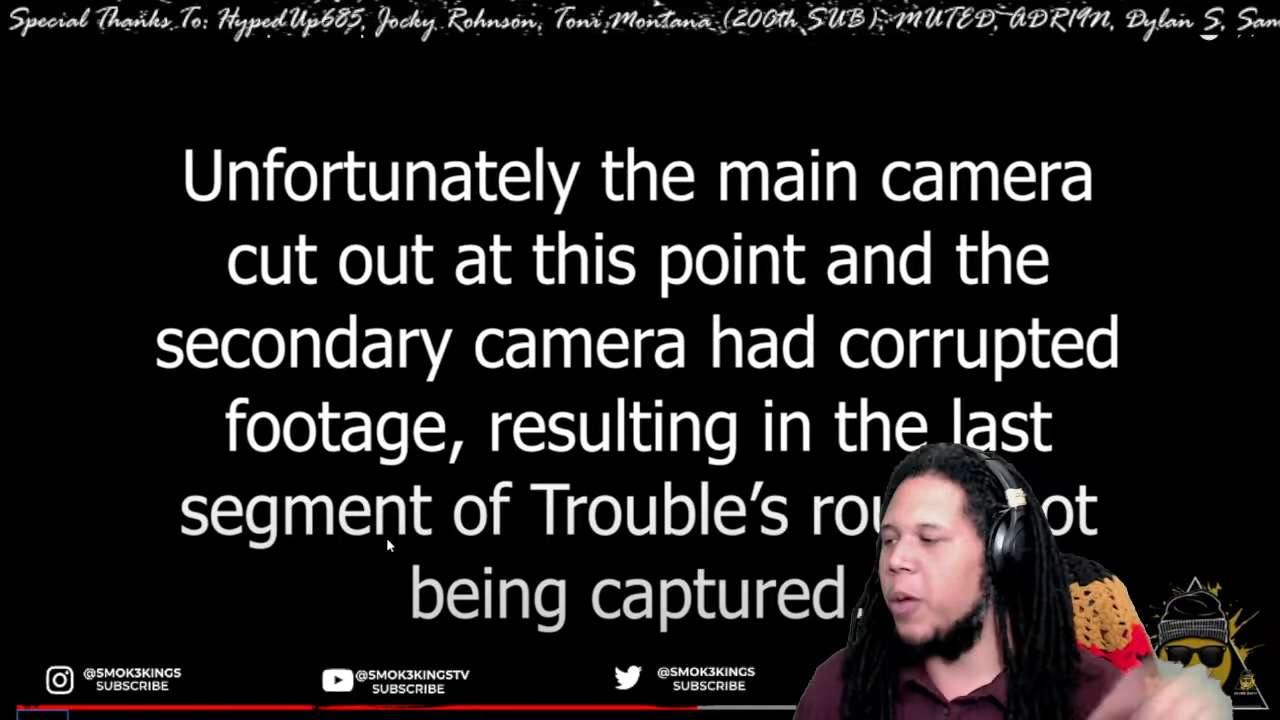 Special Thanks To: HypedUp685, Jocky Rohnson, Toni Montana (200th SUB), MUTED, ADR19N, Dylan S, Sam
Unfortunately the main camera
cut out at this point and the
secondary camera had corrupted
footage, resulting in the last
segment of Trouble's
being captured.
@SMOK3KINGS
SUBSCRIBE
@SMOK3KINGSTV
SUBSCRIBE
@SMOK3KINGS
SUBSCRIBE